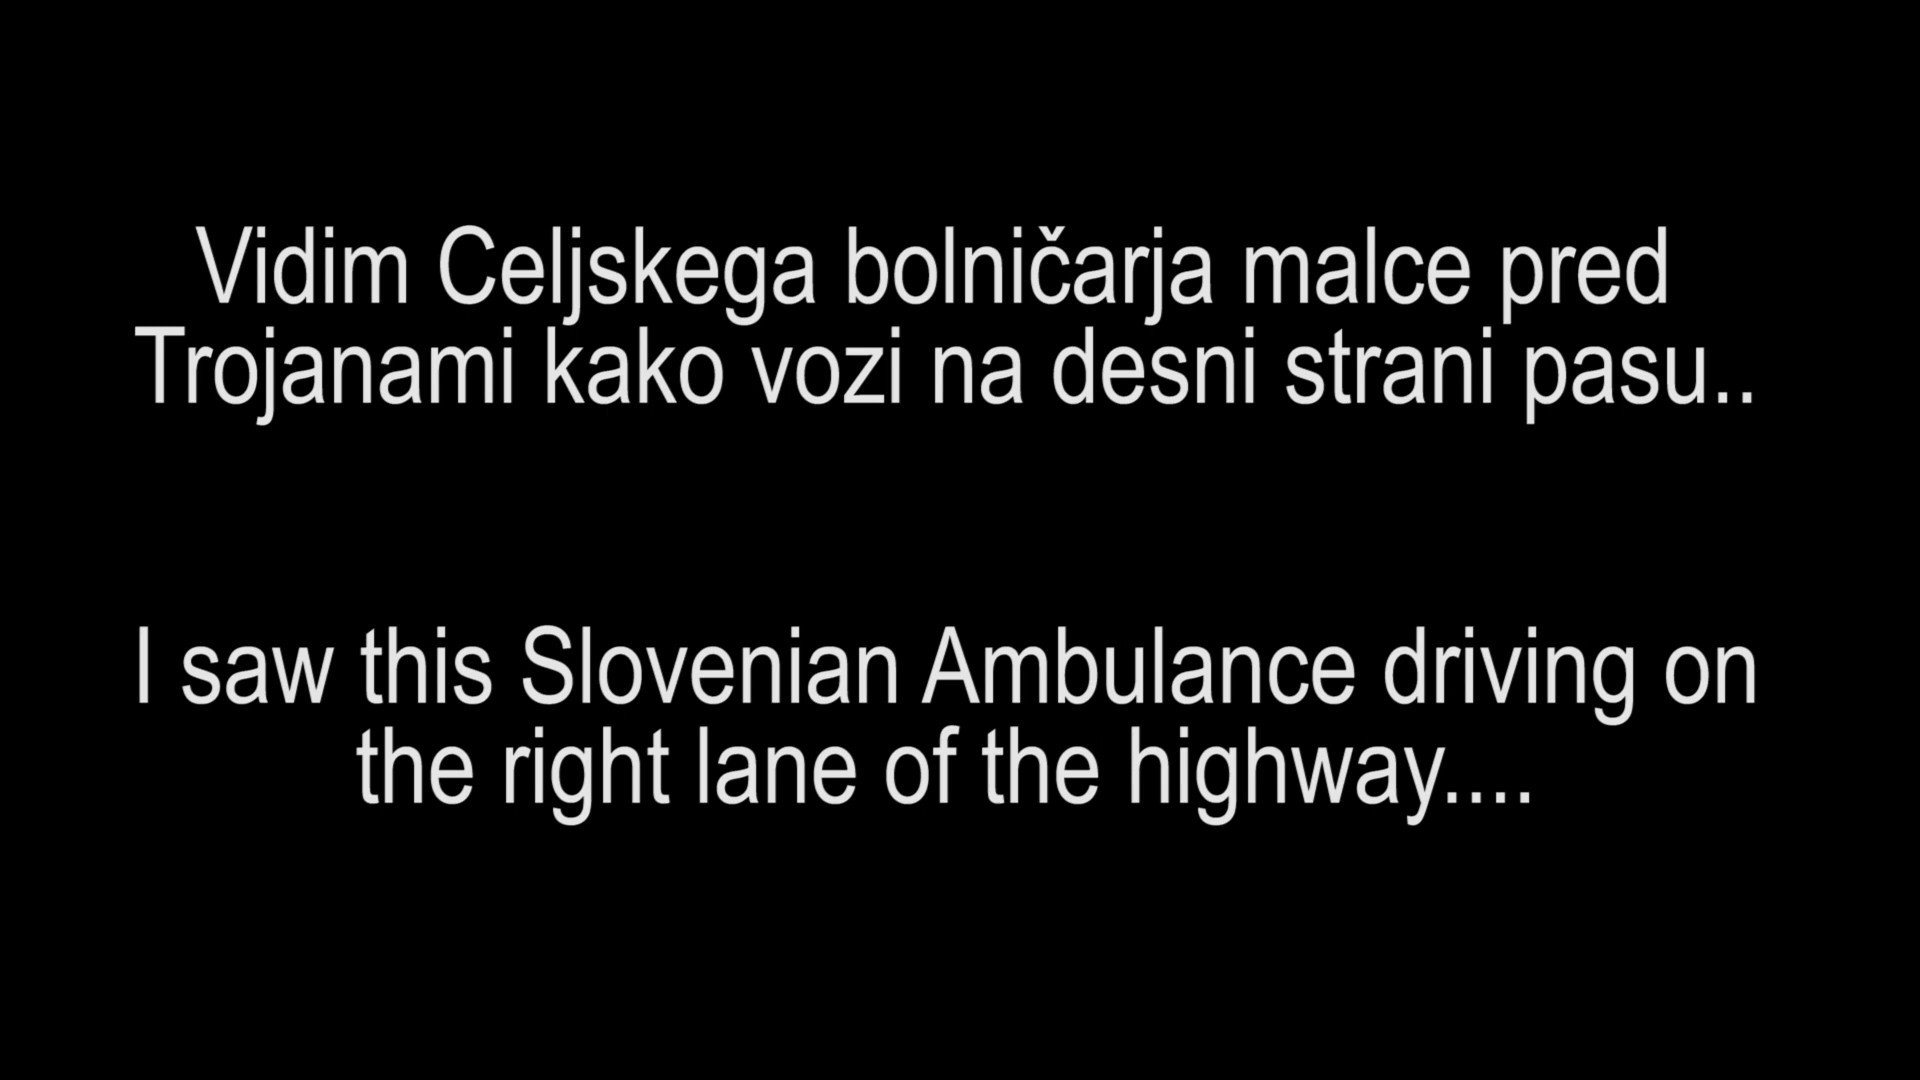 Vidim Celjskega bolničarja malce pred
Trojanami kako vozi na desni strani pasu..
I saw this Slovenian Ambulance driving on
the right lane of the highway....